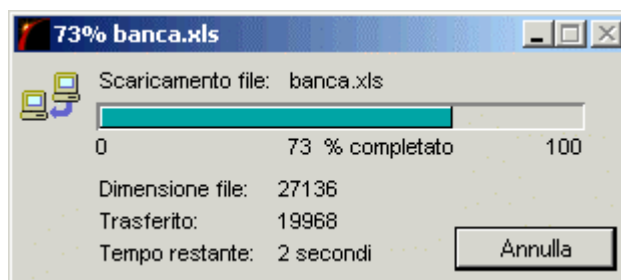 73% banca.xls
Scaricamento file: banca.xls
0 73 % completato 100
Dimensione file: 27136
Trasferito: 19968
Tempo restante: 2 secondi
Annulla